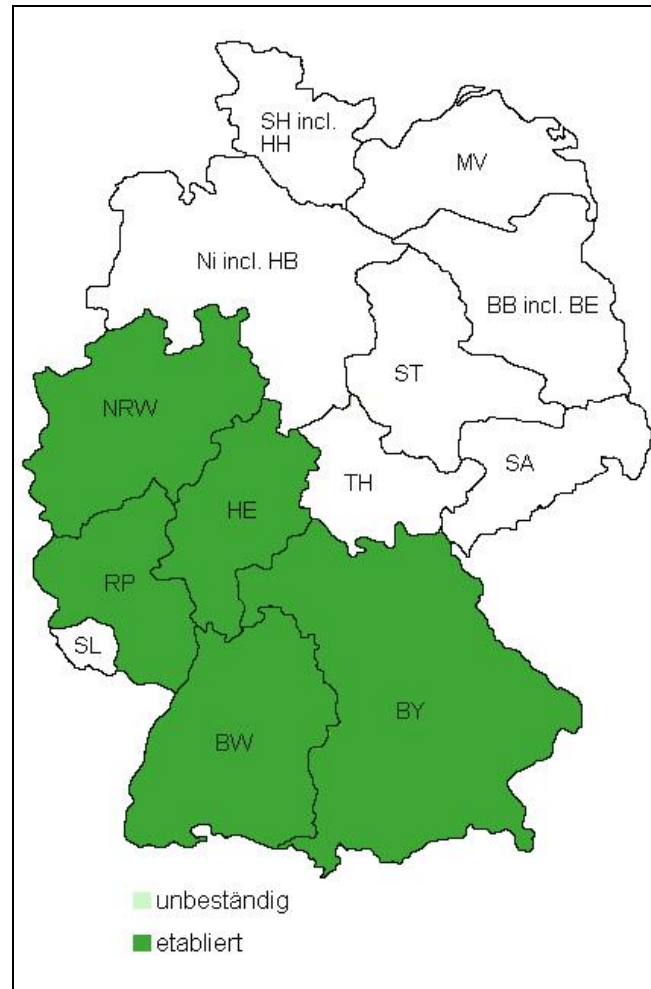 SH incl.
HH
MV
Ni incl. HB
BB incl. BE
ST
NRW
SA
TH
HE
RP
SL
BY
BW
unbeständig
etabliert